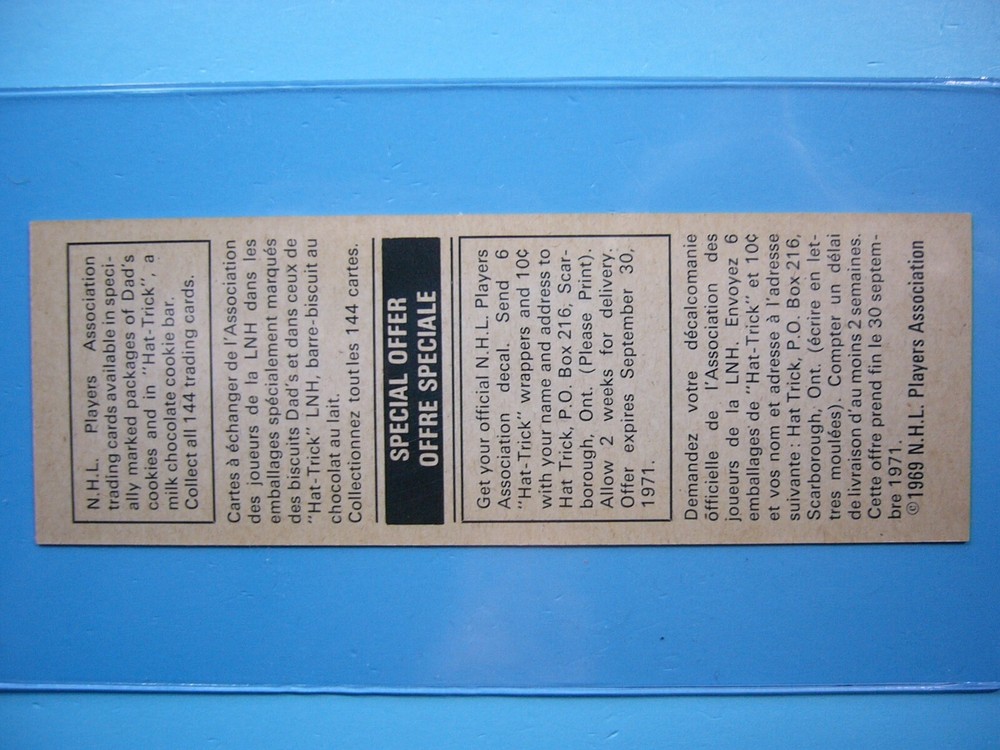 N.H.L. Players Association
trading cards available in speci-
ally marked packages of Dad's
cookies and in "Hat-Trick", a
milk chocolate cookie bar.
Collect all 144 trading cards.
Cartes à échanger de l'Association
des joueurs de la LNH dans les
emballages spécialement marqués
des biscuits Dad's et dans ceux de
"Hat-Trick" LNH, barre-biscuit au
chocolat au lait.
Collectionnez tout les 144 cartes.
SPECIAL OFFER
OFFRE SPECIALE
Get your official N.H.L. Players
Association decal. Send 6
"Hat-Trick" wrappers and 10¢
with your name and address to
Hat Trick, P.O. Box 216, Scar-
borough, Ont. (Please Print).
Allow 2 weeks for delivery.
Offer expires September 30,
1971.
Demandez votre décalcomanie
officielle de l'Association des
joueurs de la LNH. Envoyez 6
emballages de "Hat-Trick" et 10¢
et vos nom et adresse à l'adresse
suivante : Hat Trick, P.O. Box 216,
Scarborough, Ont. (écrire en let-
tres moulées). Compter un délai
de livraison d'au moins 2 semaines.
Cette offre prend fin le 30 septem-
bre 1971.
©1969 N.H.L. Players Association